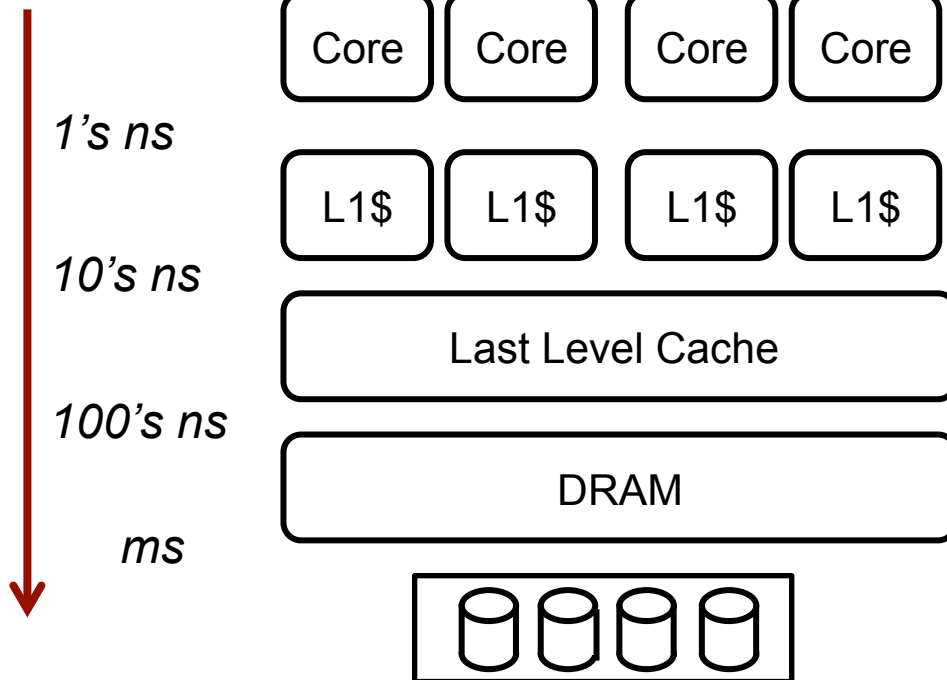 Core Core Core Core
1’s ns
L1$ L1$ L1$ L1$
10’s ns
Last Level Cache
100’s ns
DRAM
ms